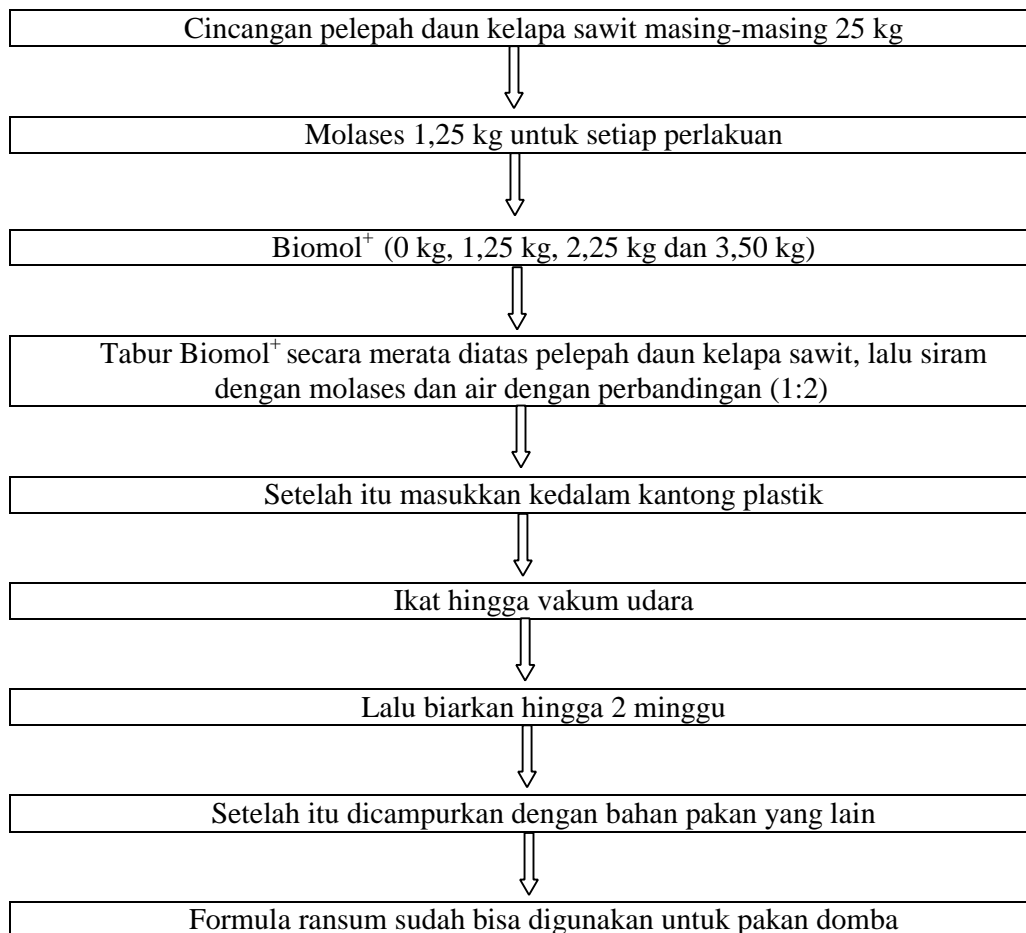 Cincangan pelepah daun kelapa sawit masing-masing 25 kg
Molases 1,25 kg untuk setiap perlakuan
Biomol⁺ (0 kg, 1,25 kg, 2,25 kg dan 3,50 kg)
Tabur Biomol⁺ secara merata diatas pelepah daun kelapa sawit, lalu siram
dengan molases dan air dengan perbandingan (1:2)
Setelah itu masukkan kedalam kantong plastik
Ikat hingga vakum udara
Lalu biarkan hingga 2 minggu
Setelah itu dicampurkan dengan bahan pakan yang lain
Formula ransum sudah bisa digunakan untuk pakan domba